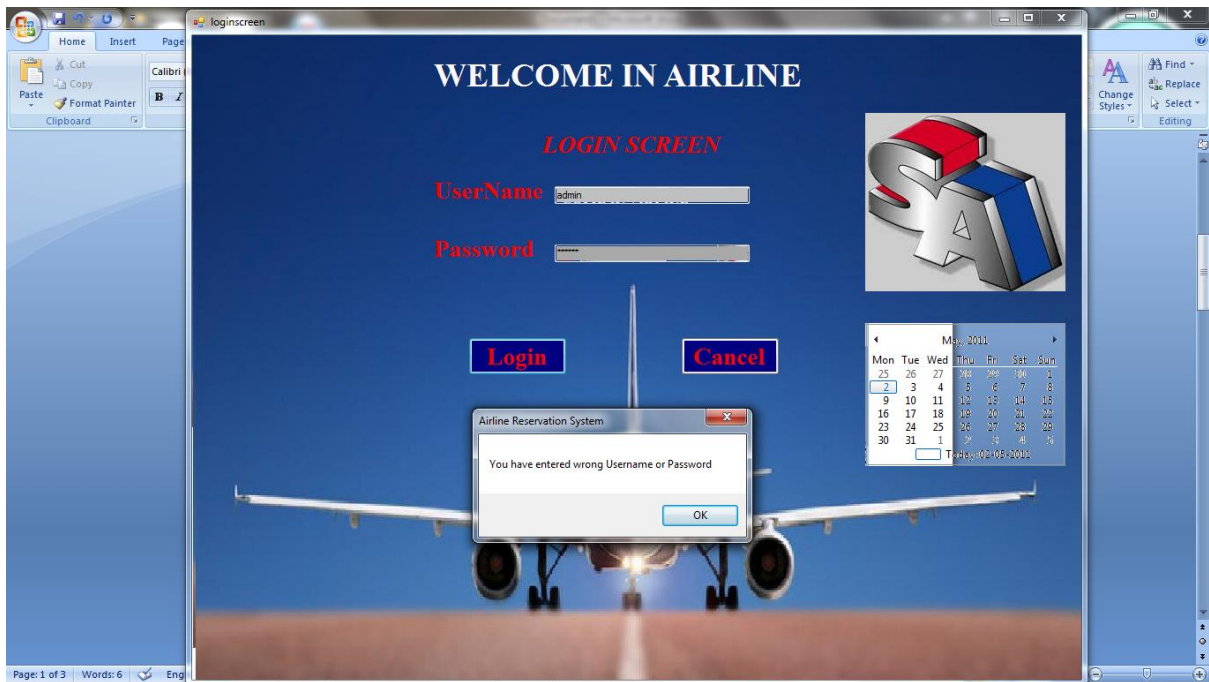 loginscreen
Home Insert Page
Paste
Cut
Copy
Format Painter
Clipboard
Calibri
B I
Change Styles
Find
Replace
Select
Editing
WELCOME IN AIRLINE
LOGIN SCREEN
UserName admin
Password ******
Login Cancel
SAI
May, 2011
Mon Tue Wed Thu Fri Sat Sun
25 26 27 28 29 30 1
2 3 4 5 6 7 8
9 10 11 12 13 14 15
16 17 18 19 20 21 22
23 24 25 26 27 28 29
30 31 1 2 3 4 5
Today: 02-05-2011
Airline Reservation System
You have entered wrong Username or Password
OK
Page: 1 of 3 Words: 6 Eng